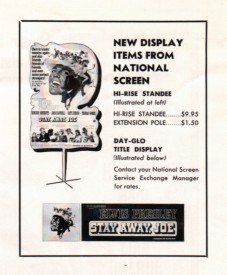 NEW DISPLAY
ITEMS FROM
NATIONAL
SCREEN
HI-RISE STANDEE
(Illustrated at left)
HI-RISE STANDEE $9.95
EXTENSION POLE $1.50
DAY-GLO
TITLE DISPLAY
(Illustrated below)
Contact your National Screen
Service Exchange Manager
for rates.
STAY AWAY, JOE
ELVIS PRESLEY
STAY AWAY, JOE